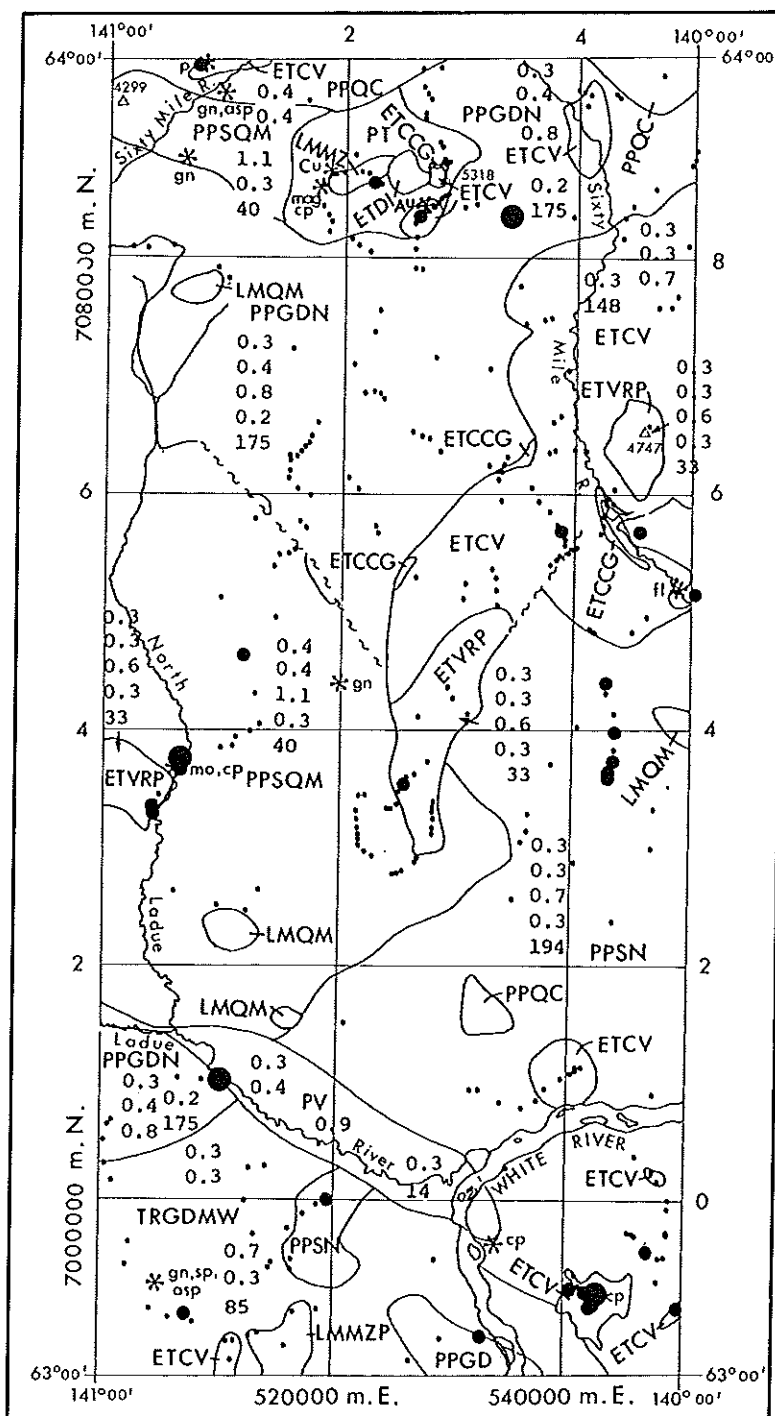 141°00' 2 4 140°00'
64°00' 64°00'
ETCV
4299
0.4
PPQC
gn,asp
0.4
Sixty Mile R.
PPSQM
1.1
gn
0.3
40
PT
ETCCG
LMMZ
Cu
mag
cp
ETDI
Au
5318
ETCV
0.3
0.4
PPGDN
0.8
ETCV
PPQC
0.2
175
Sixty
0.3
0.3
0.3 0.7
148
8
7080000 m. N.
LMQM
PPGDN
0.3
0.4
0.8
0.2
175
Mile
ETCV
ETVRP
0.3
0.3
0.6
4747
0.3
33
ETCCG
6 6
R.
ETCCG
ETCV
ETCCG
fl
0.3
0.3
0.6
0.3
33
North
0.4
0.4
1.1
0.3
40
gn
ETVRP
0.3
0.3
0.6
0.3
33
4 4
LMQM
ETVRP
mo,cp PPSQM
0.3
0.3
0.7
0.3
194
PPSN
Ladue
LMQM
2 2
LMQM
PPQC
ETCV
Ladue
PPGDN
0.3
0.4
0.8
0.2
175
0.3
0.4
PV
0.9
River
0.3
14
WHITE RIVER
0.3
0.3
ETCV
0
7000000 m. N.
TRGDMW
PPSN
0.7
gn,sp,
asp
0.3
85
cp
ETCV
cp
ETCV
LMMZP
PPGD
ETCV
63°00' 63°00'
141°00' 520000 m.E. 540000 m.E. 140°00'